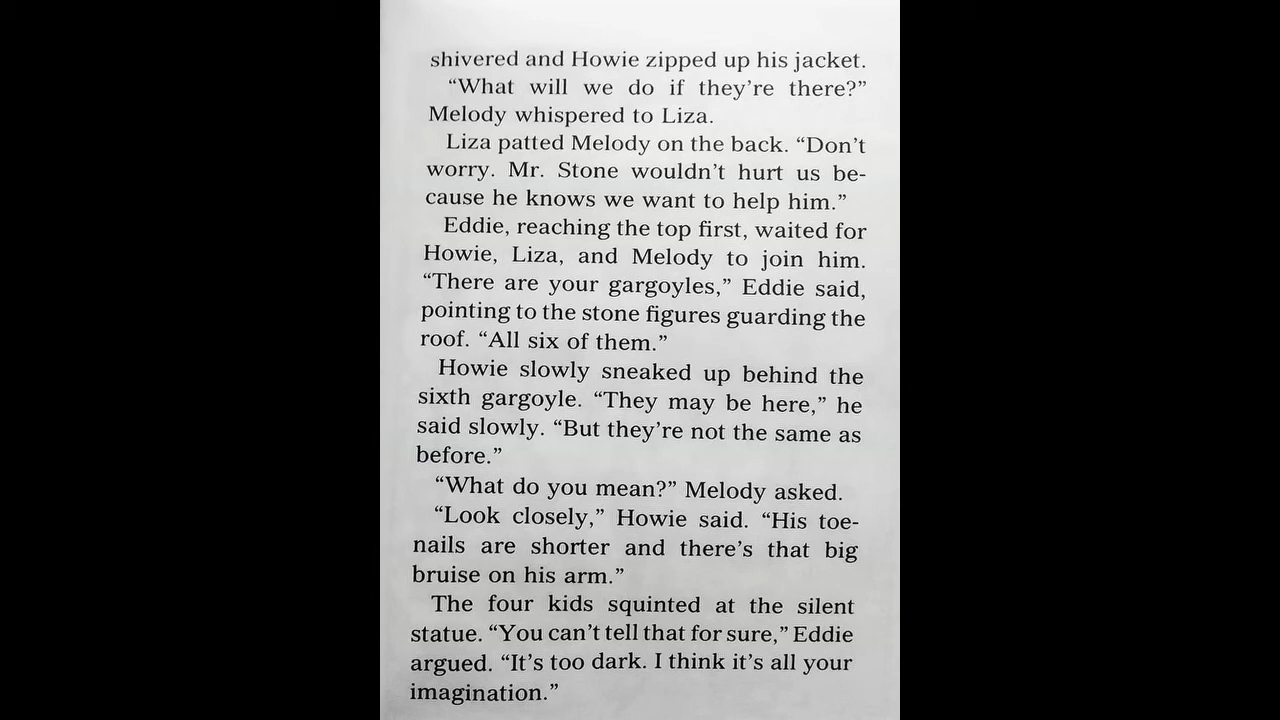 shivered and Howie zipped up his jacket.
“What will we do if they’re there?”
Melody whispered to Liza.
Liza patted Melody on the back. “Don’t
worry. Mr. Stone wouldn’t hurt us be-
cause he knows we want to help him.”
Eddie, reaching the top first, waited for
Howie, Liza, and Melody to join him.
“There are your gargoyles,” Eddie said,
pointing to the stone figures guarding the
roof. “All six of them.”
Howie slowly sneaked up behind the
sixth gargoyle. “They may be here,” he
said slowly. “But they’re not the same as
before.”
“What do you mean?” Melody asked.
“Look closely,” Howie said. “His toe-
nails are shorter and there’s that big
bruise on his arm.”
The four kids squinted at the silent
statue. “You can’t tell that for sure,” Eddie
argued. “It’s too dark. I think it’s all your
imagination.”